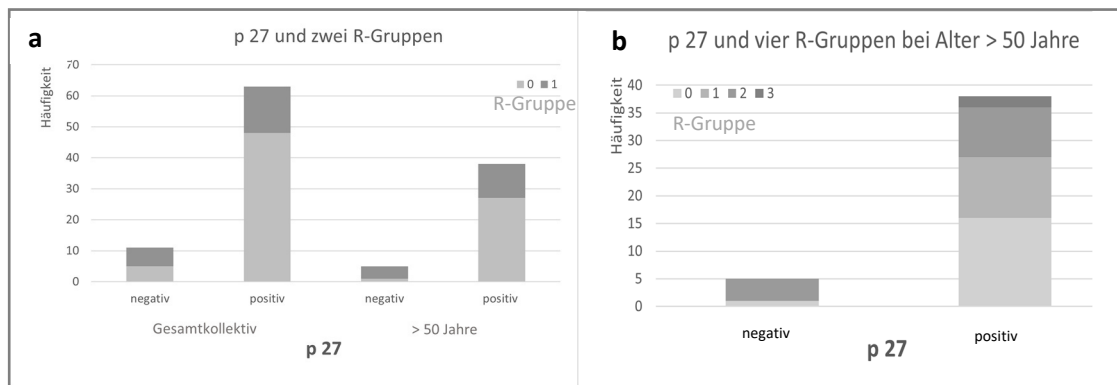 a
p 27 und zwei R-Gruppen
Häufigkeit
70
60
50
40
30
20
10
0
0 1
R-Gruppe
negativ positiv negativ positiv
Gesamtkollektiv > 50 Jahre
p 27
b
p 27 und vier R-Gruppen bei Alter > 50 Jahre
Häufigkeit
40
35
30
25
20
15
10
5
0
0 1 2 3
R-Gruppe
negativ positiv
p 27